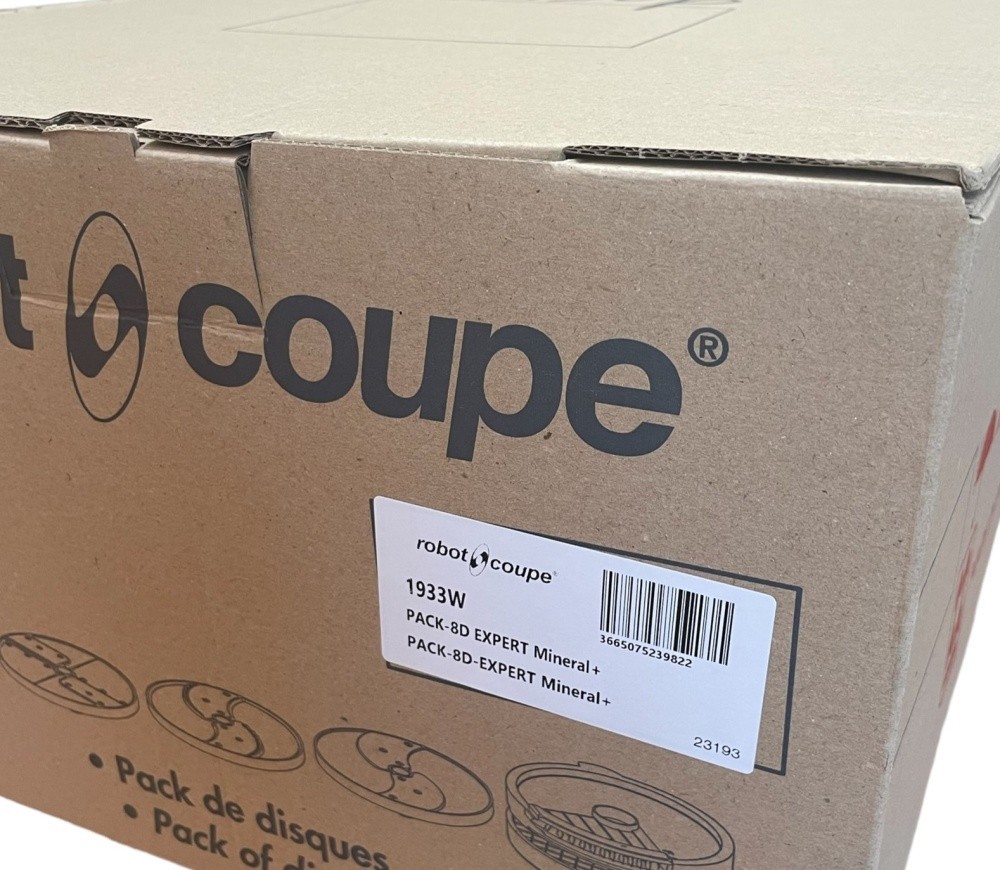 t coupe®
robot coupe®
1933W
PACK-8D EXPERT Mineral+
PACK-8D-EXPERT Mineral+
3665075239822
23193
• Pack de disques
• Pack of